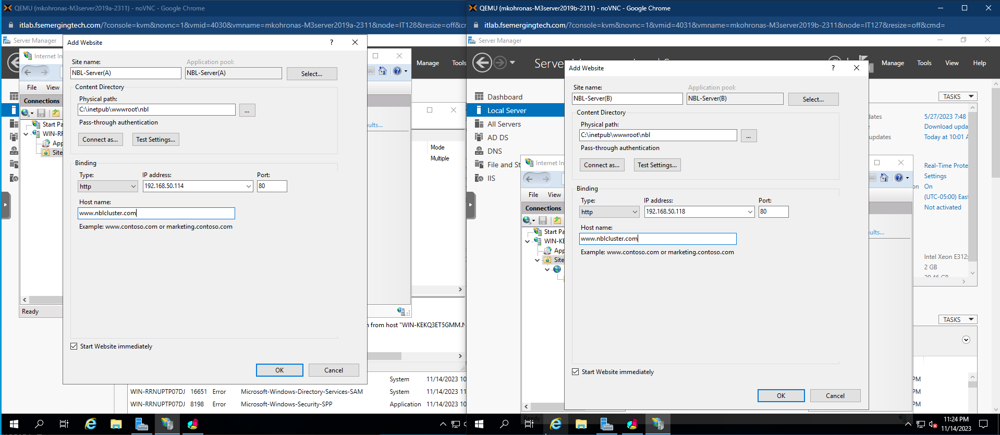 QEMU (mkohronas-M3server2019a-2311) - noVNC - Google Chrome
itlab.fsemergingtech.com/?console=kvm&novnc=1&vmid=4030&vmname=mkohronas-M3server2019a-2311&node=IT128&resize=off&cm
Server Manager
Internet In
Manage
Tools
File
View
Connections
Start Pa
WIN-RR
App
Site
Ready
Add Website
?
Site name:
Application pool:
NBL-Server(A)
NBL-Server(A)
Select...
Content Directory
Physical path:
C:\inetpub\wwwroot\nbl
...
Pass-through authentication
Connect as...
Test Settings...
Binding
Type:
IP address:
Port:
http
192.168.50.114
80
Host name:
www.nblcluster.com
Example: www.contoso.com or marketing.contoso.com
Start Website immediately
OK
Cancel
ults...
Mode
Multiple
n from host "WIN-KEKQ3ET5GMM.N
System 11/14/2023 10
WIN-RRNUPTP07DJ 16651 Error Microsoft-Windows-Directory-Services-SAM System 11/14/2023 11
WIN-RRNUPTP07DJ 8198 Error Microsoft-Windows-Security-SPP Application 11/14/2023 10
QEMU (mkohronas-M3server2019b-2311) - noVNC - Google Chrome
itlab.fsemergingtech.com/?console=kvm&novnc=1&vmid=4031&vmname=mkohronas-M3server2019b-2311&node=IT127&resize=off&cmd=
Server Manager
Serve
Manage
Tools
View
Help
Dashboard
Local Server
All Servers
AD DS
DNS
File and St
IIS
Internet In
File
View
Connections
Start Pa
WIN-KE
App
Site
Ready
Add Website
?
Site name:
Application pool:
NBL-Server(B)
NBL-Server(B)
Select...
Content Directory
Physical path:
C:\inetpub\wwwroot\nbl
...
Pass-through authentication
Connect as...
Test Settings...
Binding
Type:
IP address:
Port:
http
192.168.50.118
80
Host name:
www.nblcluster.com
Example: www.contoso.com or marketing.contoso.com
Start Website immediately
OK
Cancel
TASKS
dates
5/27/2023 7:48
Download upda
updates
Today at 10:01 A
Real-Time Prote
Settings
on
On
(UTC-05:00) East
Not activated
ults...
Intel Xeon E312
2 GB
TASKS
PM
PM
PM
11:24 PM
11/14/2023